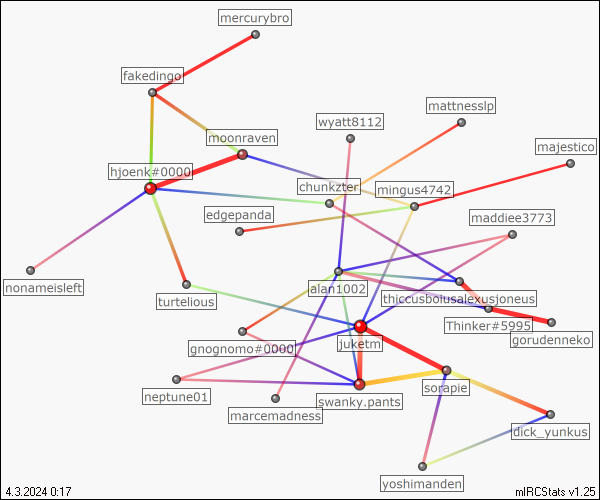 mercurybro
fakedingo
mattnesslp
wyatt8112
moonraven
majestico
hjoenk#0000
chunkzter
mingus4742
edgepanda
maddiee3773
nonameisleft
alan1002
turtelious
thiccusboiusalexusjoneus
Thinker#5995
gorudenneko
gnognomo#0000
juketm
sorapie
neptune01
swanky.pants
marcemadness
dick_yunkus
yoshimanden
4.3.2024 0:17
mIRCStats v1.25